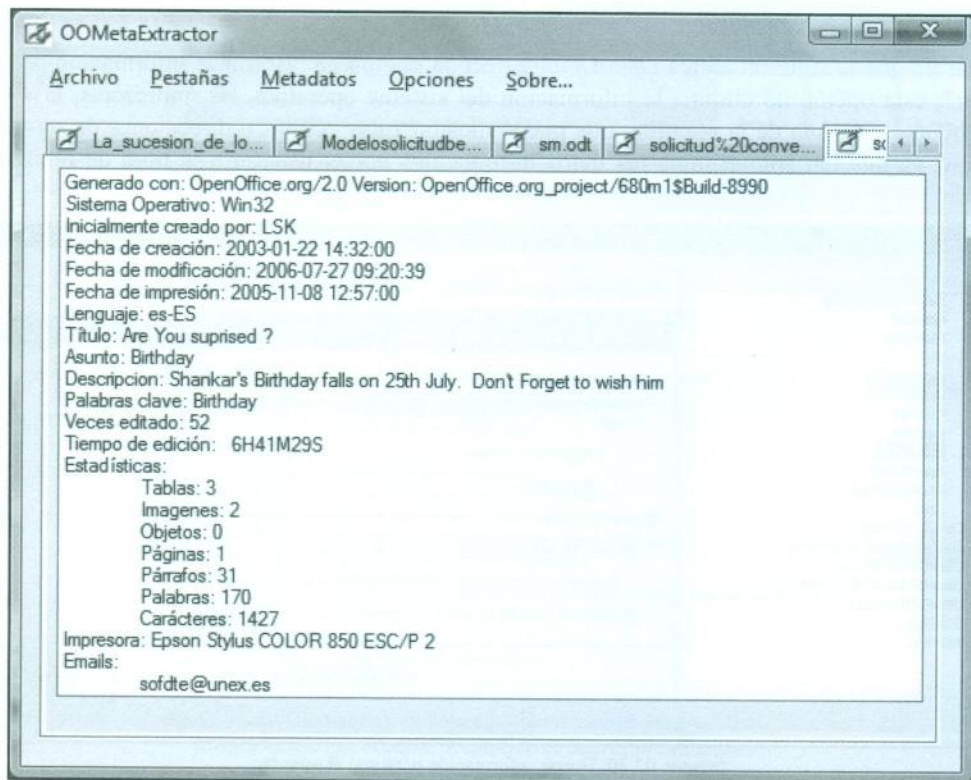 OOMetaExtractor
Archivo Pestañas Metadatos Opciones Sobre...
La_sucesion_de_lo... Modelosolicitudbe... sm.odt solicitud%20conve...
Generado con: OpenOffice.org/2.0 Version: OpenOffice.org_project/680m1$Build-8990
Sistema Operativo: Win32
Inicialmente creado por: LSK
Fecha de creación: 2003-01-22 14:32:00
Fecha de modificación: 2006-07-27 09:20:39
Fecha de impresión: 2005-11-08 12:57:00
Lenguaje: es-ES
Título: Are You suprised ?
Asunto: Birthday
Descripcion: Shankar's Birthday falls on 25th July. Don't Forget to wish him
Palabras clave: Birthday
Veces editado: 52
Tiempo de edición: 6H41M29S
Estadísticas:
Tablas: 3
Imagenes: 2
Objetos: 0
Páginas: 1
Párrafos: 31
Palabras: 170
Carácteres: 1427
Impresora: Epson Stylus COLOR 850 ESC/P 2
Emails:
sofdte@unex.es